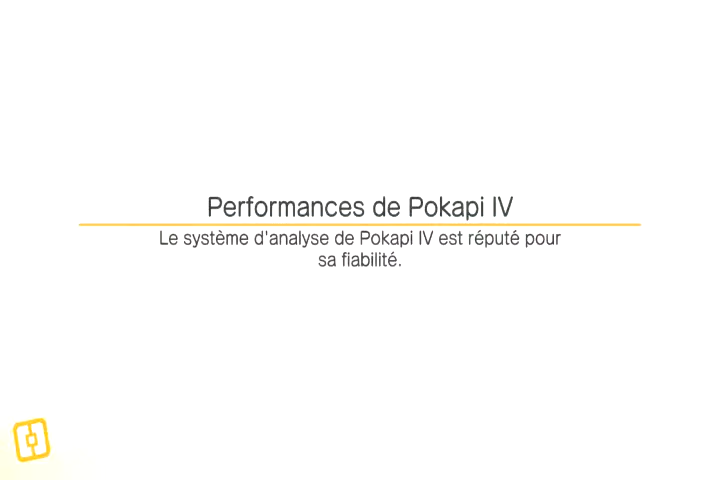 Performances de Pokapi IV
Le système d'analyse de Pokapi IV est réputé pour
sa fiabilité.